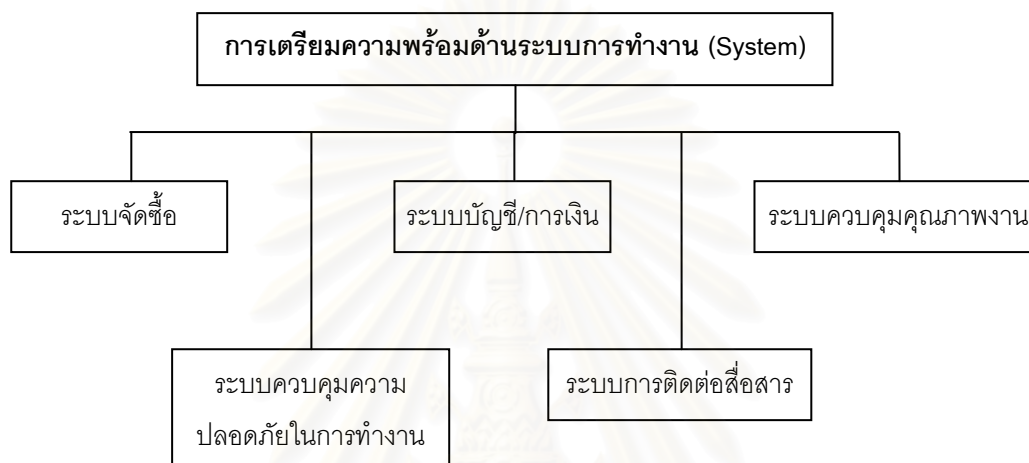 การเตรียมความพร้อมด้านระบบการทำงาน (System)
ระบบจัดซื้อ
ระบบบัญชี/การเงิน
ระบบควบคุมคุณภาพงาน
ระบบควบคุมความ
ปลอดภัยในการทำงาน
ระบบการติดต่อสื่อสาร